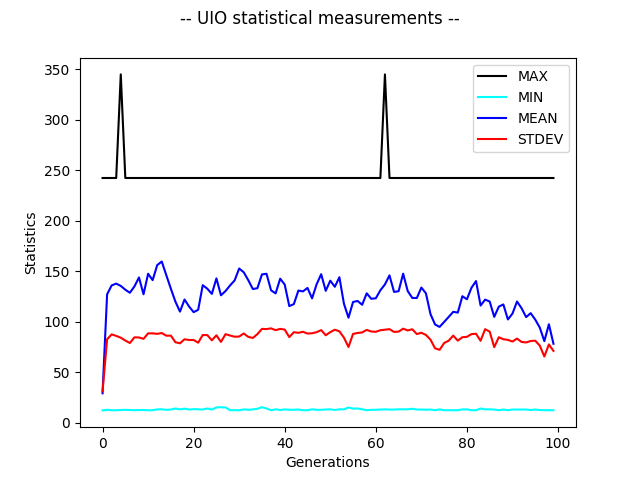 -- UIO statistical measurements --
350
300
250
200
150
100
50
0
Statistics
MAX
MIN
MEAN
STDEV
0 20 40 60 80 100
Generations